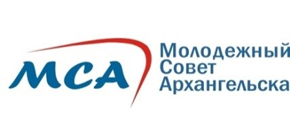 МСА
Молодежный
Совет
Архангельска